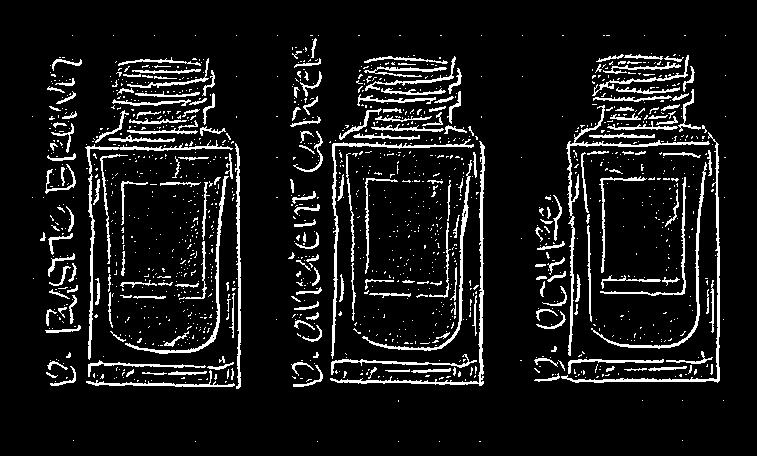 D. RUSTiC BROWN
D. ANCiENT COPPER
D. OCHRE